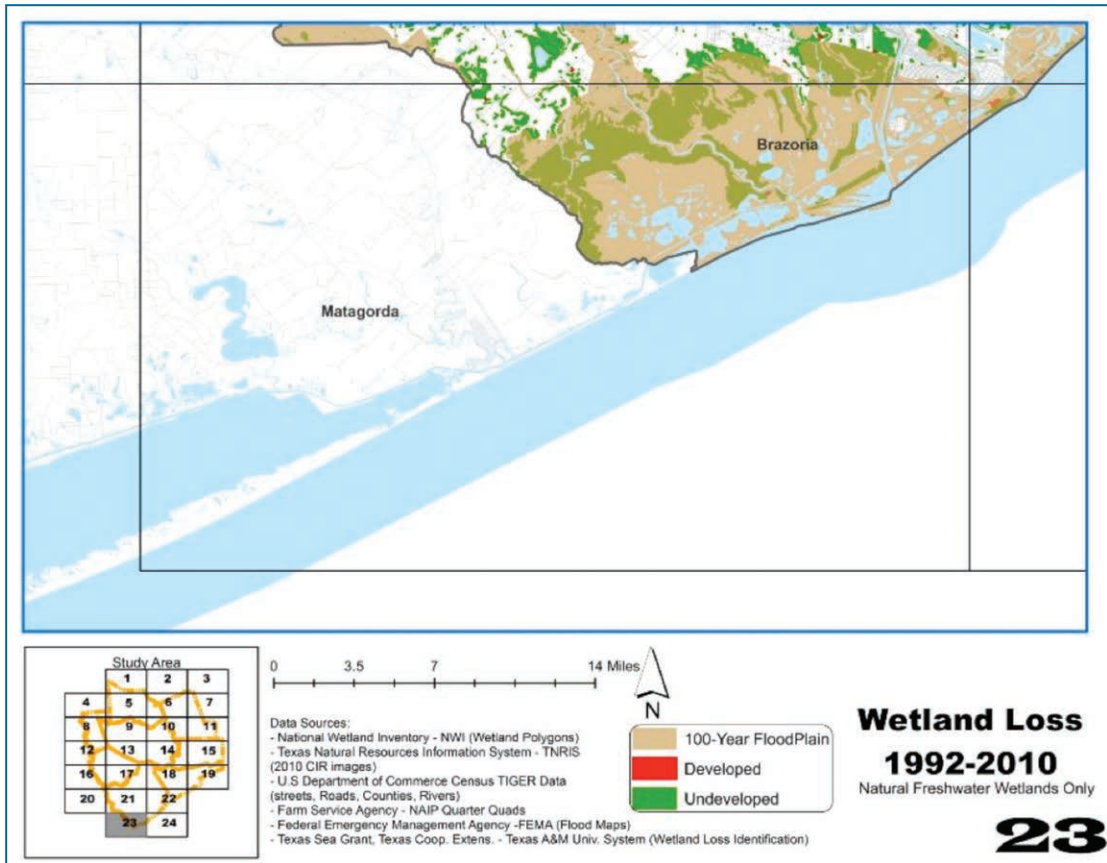 Brazoria
Matagorda
Study Area
1 2 3
4 5 6 7
8 9 10 11
12 13 14 15
16 17 18 19
20 21 22
23 24
0 3.5 7 14 Miles
N
Data Sources:
- National Wetland Inventory - NWI (Wetland Polygons)
- Texas Natural Resources Information System - TNRIS
(2010 CIR images)
- U.S Department of Commerce Census TIGER Data
(streets, Roads, Counties, Rivers)
- Farm Service Agency - NAIP Quarter Quads
- Federal Emergency Management Agency -FEMA (Flood Maps)
- Texas Sea Grant, Texas Coop. Extens. - Texas A&M Univ. System (Wetland Loss Identification)
100-Year FloodPlain
Developed
Undeveloped
Wetland Loss
1992-2010
Natural Freshwater Wetlands Only
23